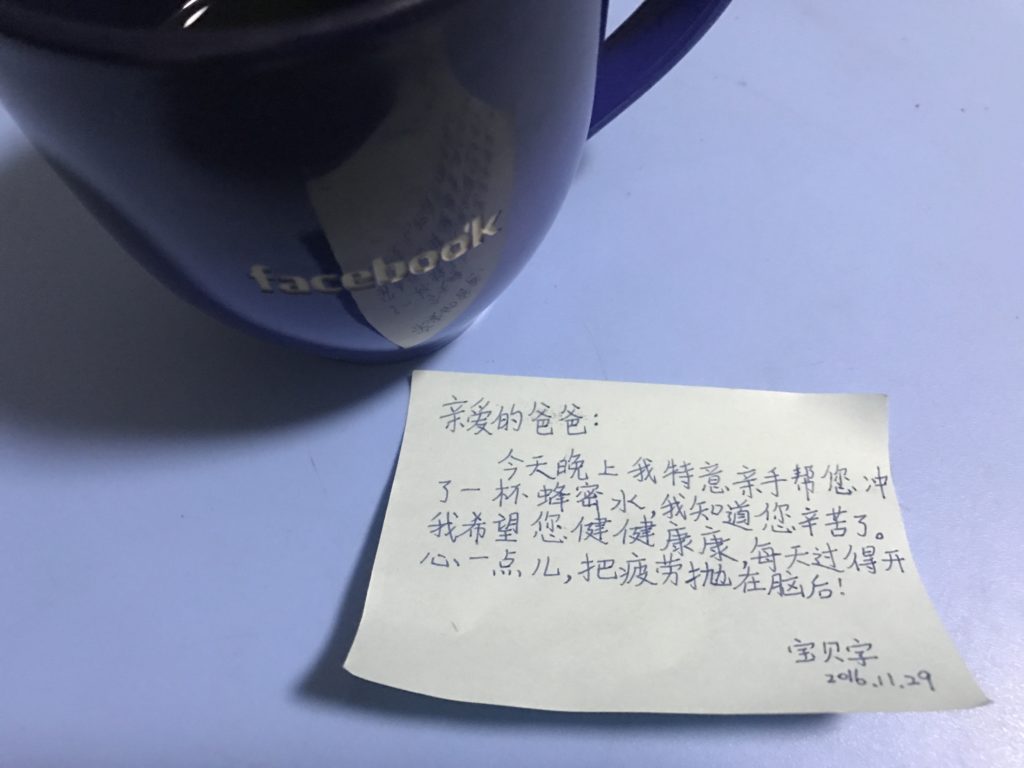 facebook
亲爱的爸爸：
今天晚上我特意亲手帮您冲
了一杯蜂密水，我知道您辛苦了。
我希望您健健康康，每天过得开
心一点儿，把疲劳抛在脑后！
宝贝字
2016.11.29